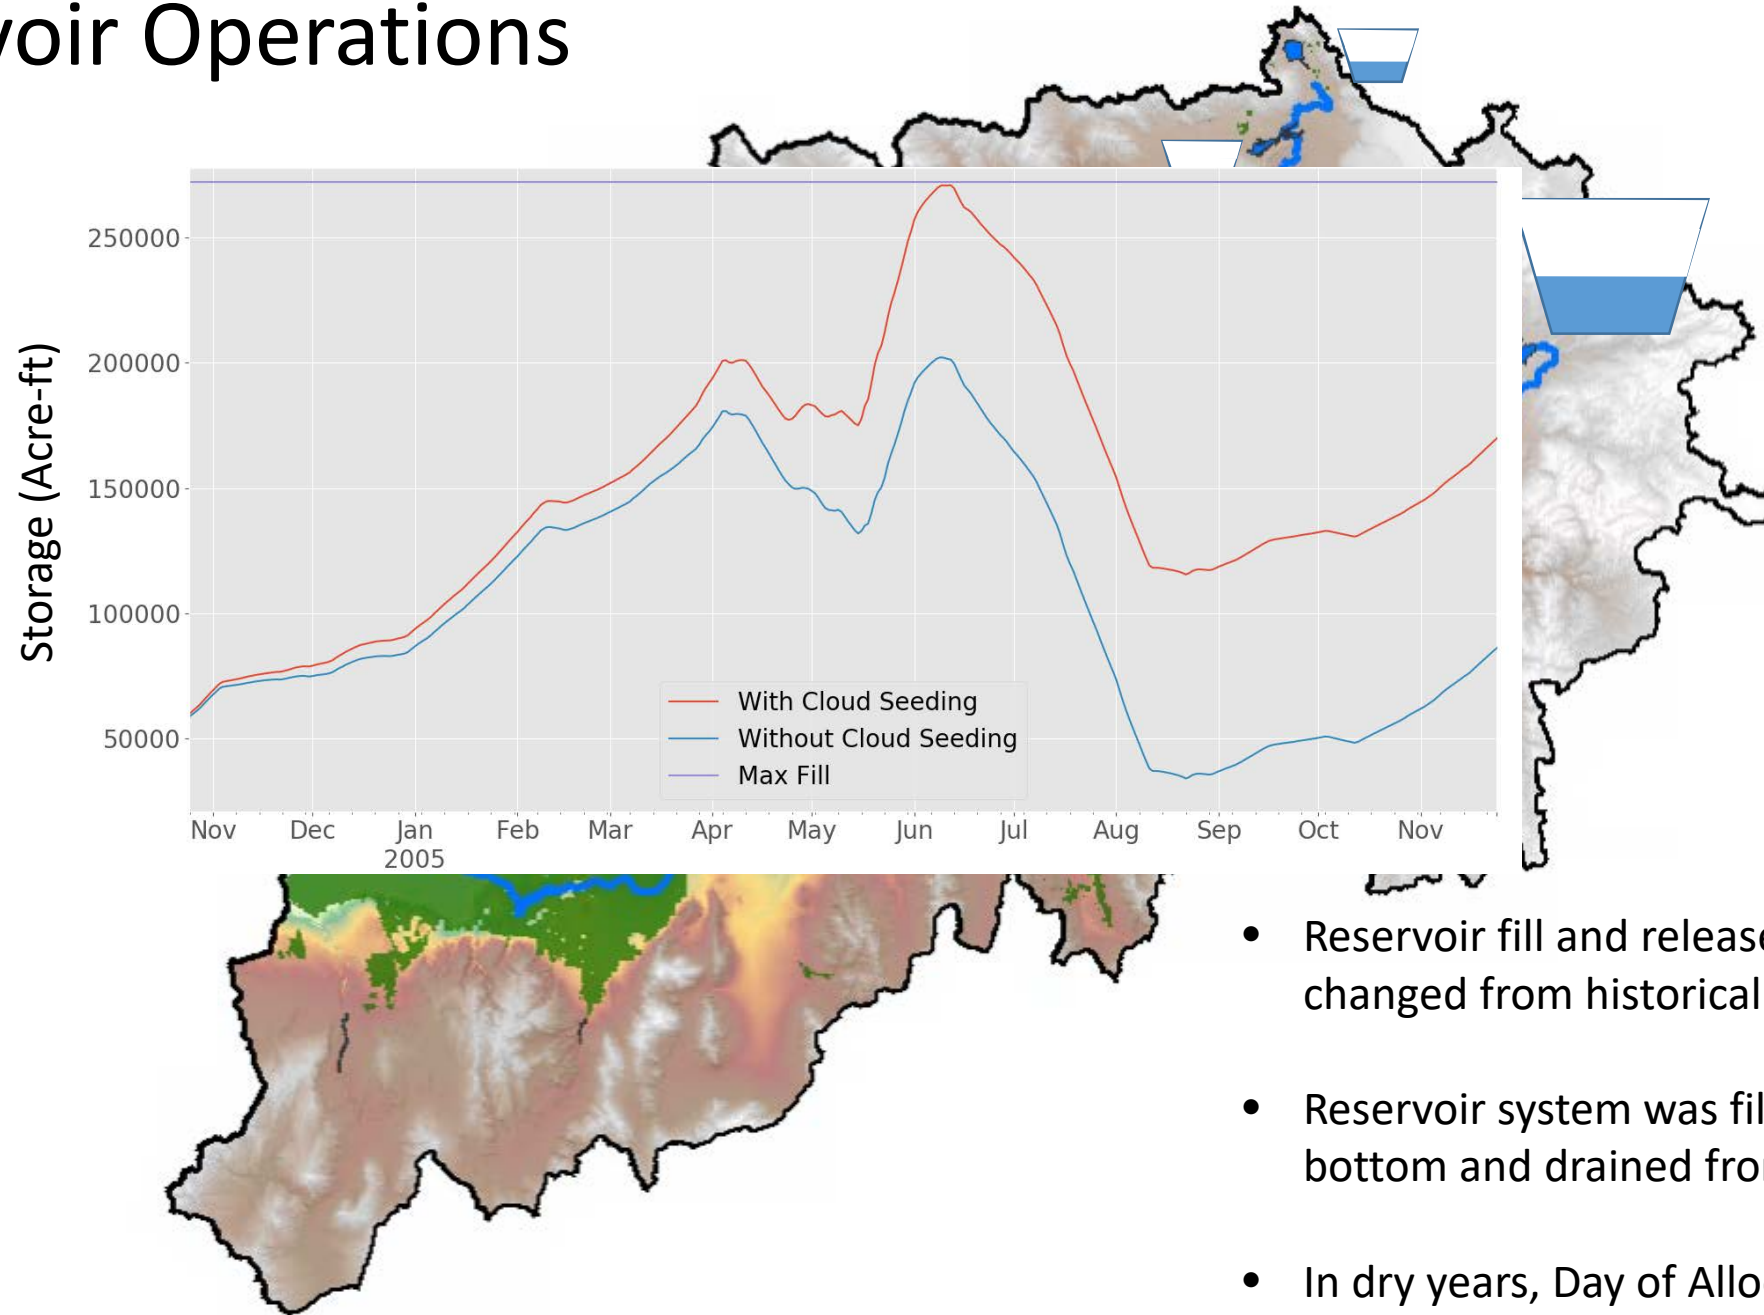 voir Operations
Storage (Acre-ft)
250000
200000
150000
100000
50000
With Cloud Seeding
Without Cloud Seeding
Max Fill
Nov Dec Jan Feb Mar Apr May Jun Jul Aug Sep Oct Nov
2005
• Reservoir fill and release
changed from historical
• Reservoir system was fil
bottom and drained fro
• In dry years, Day of Allo